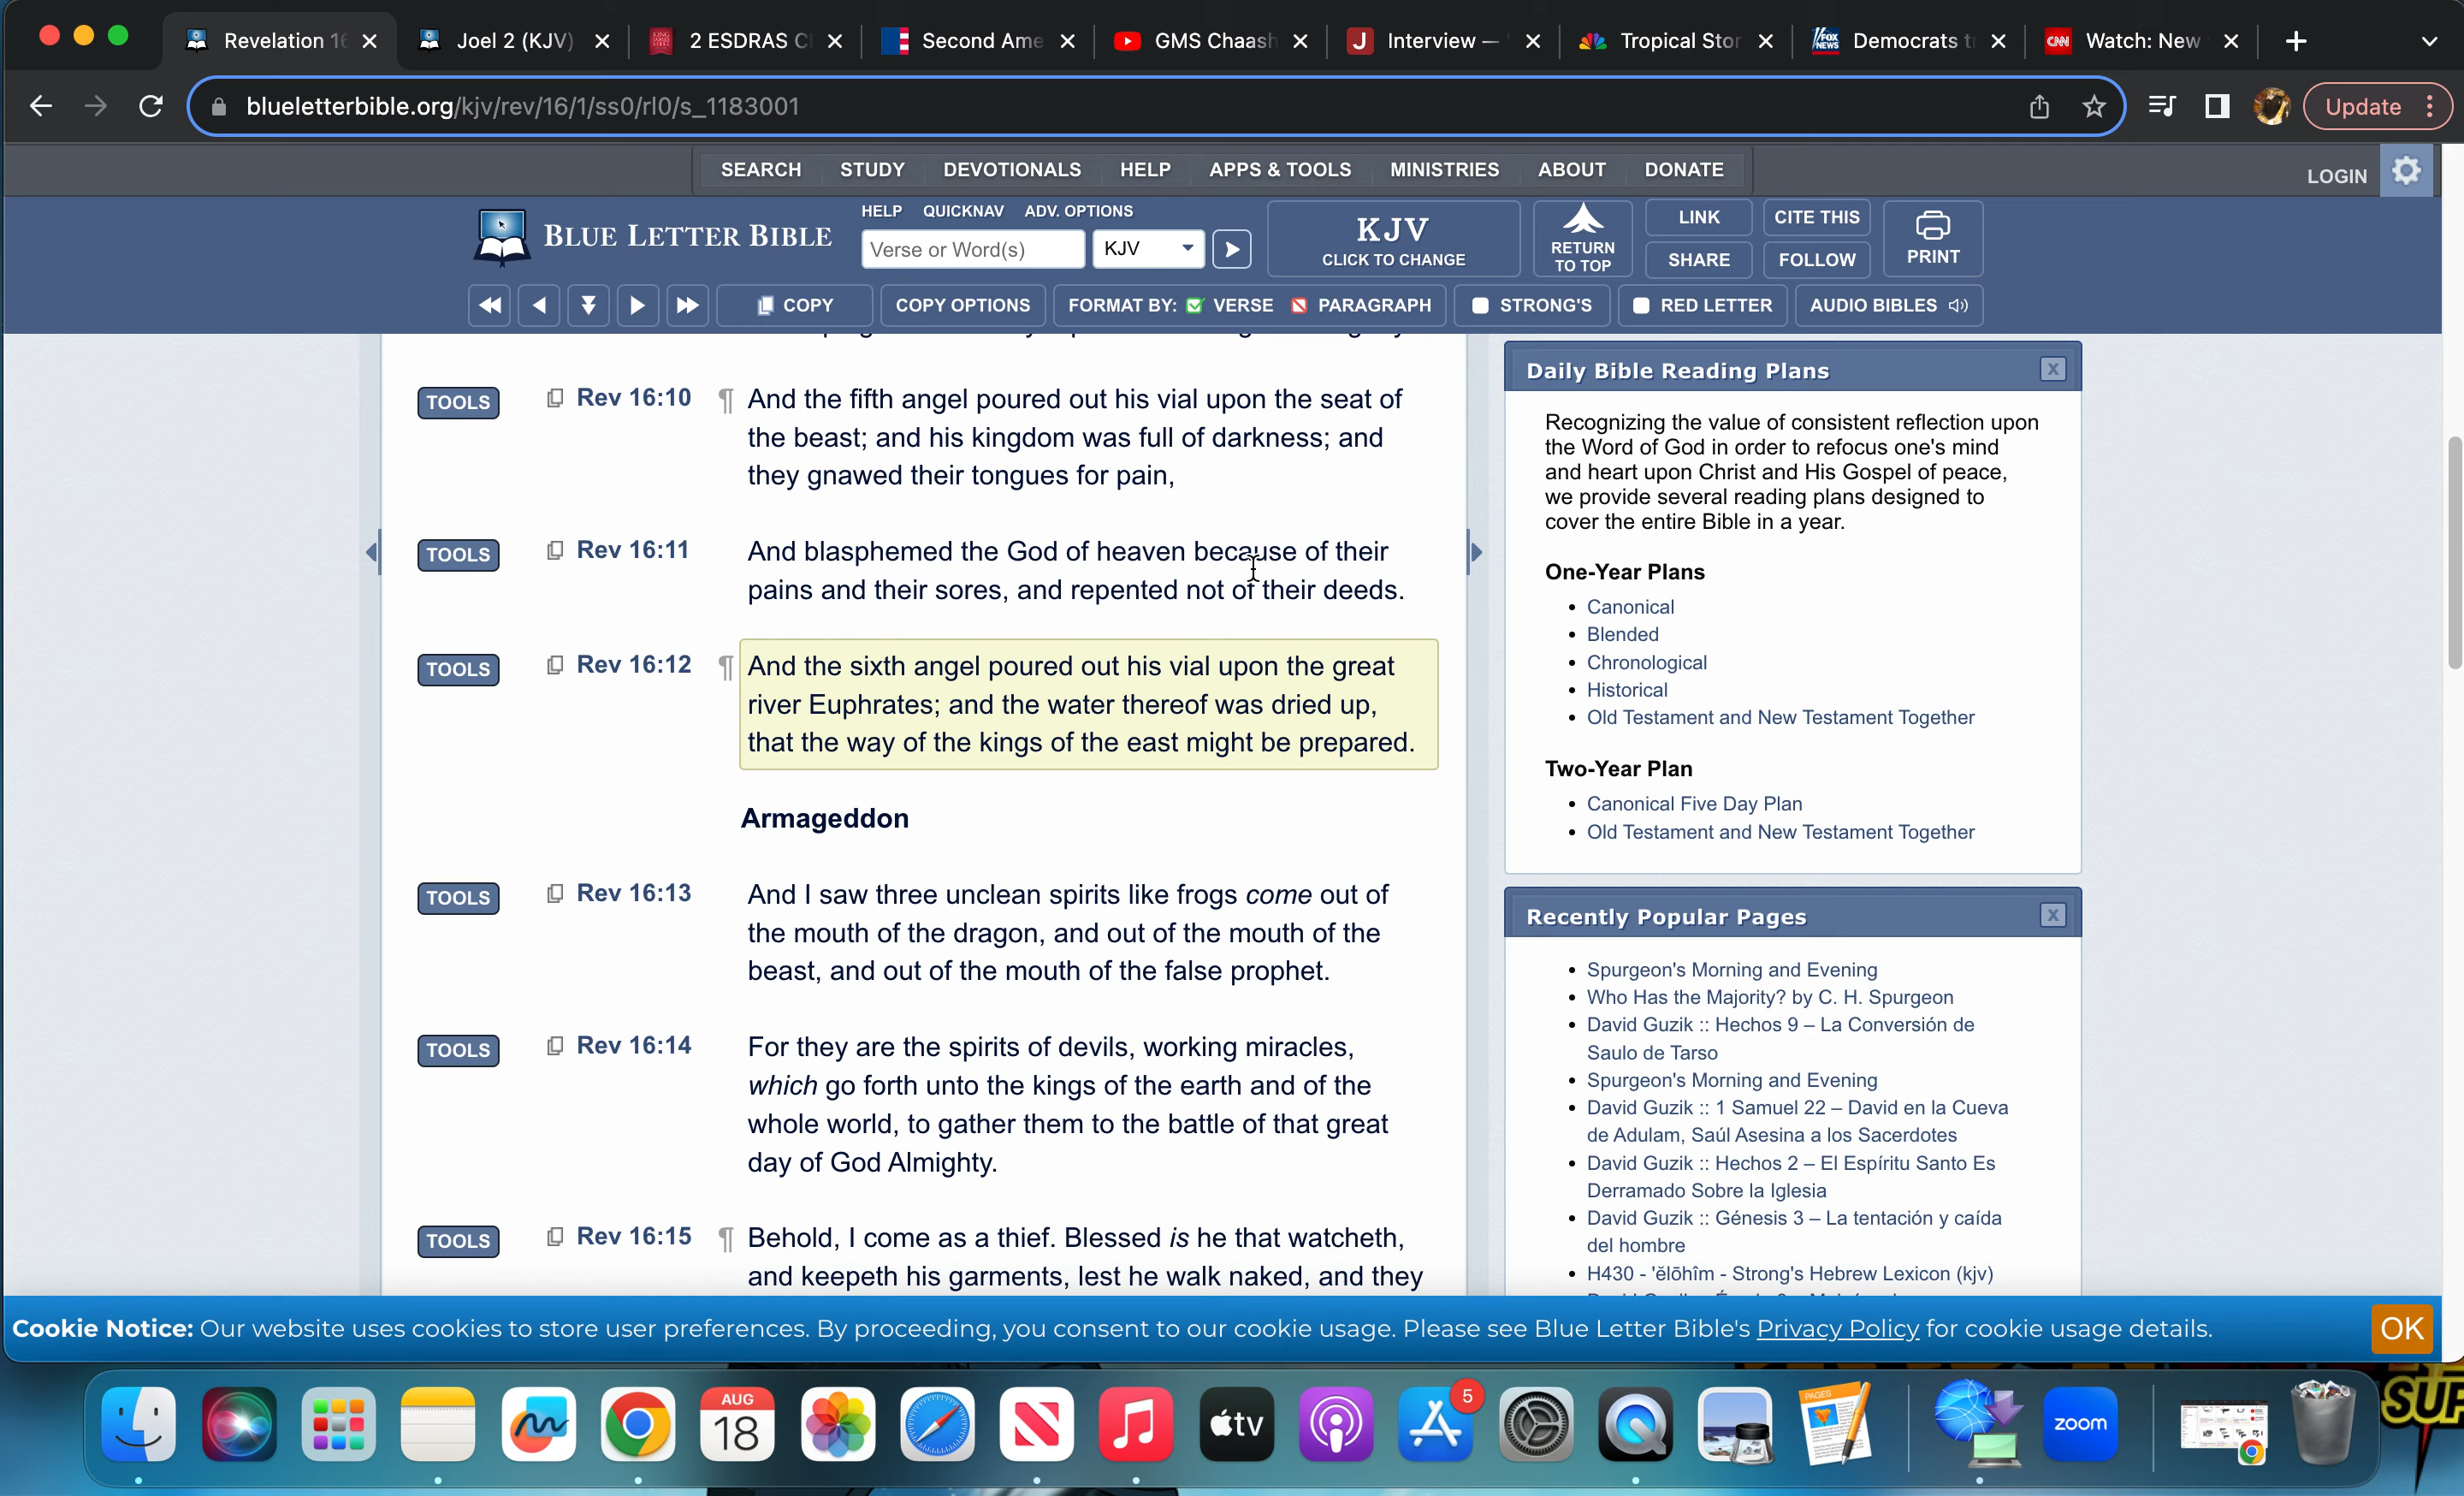 Revelation 16
Joel 2 (KJV)
2 ESDRAS C
Second Ame
GMS Chaash
Interview — '
Tropical Stor
Democrats t
Watch: New
blueletterbible.org/kjv/rev/16/1/ss0/rl0/s_1183001
Update
SEARCH STUDY DEVOTIONALS HELP APPS & TOOLS MINISTRIES ABOUT DONATE
LOGIN
BLUE LETTER BIBLE
HELP QUICKNAV ADV. OPTIONS
Verse or Word(s)
KJV
KJV
CLICK TO CHANGE
RETURN
TO TOP
LINK
CITE THIS
SHARE
FOLLOW
PRINT
COPY
COPY OPTIONS
FORMAT BY: VERSE PARAGRAPH
STRONG'S
RED LETTER
AUDIO BIBLES
TOOLS Rev 16:10 ¶ And the fifth angel poured out his vial upon the seat of
the beast; and his kingdom was full of darkness; and
they gnawed their tongues for pain,
TOOLS Rev 16:11 And blasphemed the God of heaven because of their
pains and their sores, and repented not of their deeds.
TOOLS Rev 16:12 ¶ And the sixth angel poured out his vial upon the great
river Euphrates; and the water thereof was dried up,
that the way of the kings of the east might be prepared.
Armageddon
TOOLS Rev 16:13 And I saw three unclean spirits like frogs come out of
the mouth of the dragon, and out of the mouth of the
beast, and out of the mouth of the false prophet.
TOOLS Rev 16:14 For they are the spirits of devils, working miracles,
which go forth unto the kings of the earth and of the
whole world, to gather them to the battle of that great
day of God Almighty.
TOOLS Rev 16:15 ¶ Behold, I come as a thief. Blessed is he that watcheth,
and keepeth his garments, lest he walk naked, and they
Daily Bible Reading Plans
X
Recognizing the value of consistent reflection upon
the Word of God in order to refocus one's mind
and heart upon Christ and His Gospel of peace,
we provide several reading plans designed to
cover the entire Bible in a year.
One-Year Plans
• Canonical
• Blended
• Chronological
• Historical
• Old Testament and New Testament Together
Two-Year Plan
• Canonical Five Day Plan
• Old Testament and New Testament Together
Recently Popular Pages
X
• Spurgeon's Morning and Evening
• Who Has the Majority? by C. H. Spurgeon
• David Guzik :: Hechos 9 – La Conversión de
Saulo de Tarso
• Spurgeon's Morning and Evening
• David Guzik :: 1 Samuel 22 – David en la Cueva
de Adulam, Saúl Asesina a los Sacerdotes
• David Guzik :: Hechos 2 – El Espíritu Santo Es
Derramado Sobre la Iglesia
• David Guzik :: Génesis 3 – La tentación y caída
del hombre
• H430 - 'ĕlōhîm - Strong's Hebrew Lexicon (kjv)
Cookie Notice: Our website uses cookies to store user preferences. By proceeding, you consent to our cookie usage. Please see Blue Letter Bible's Privacy Policy for cookie usage details.
OK
AUG
18
tv
5
PAGES
zoom
SUP